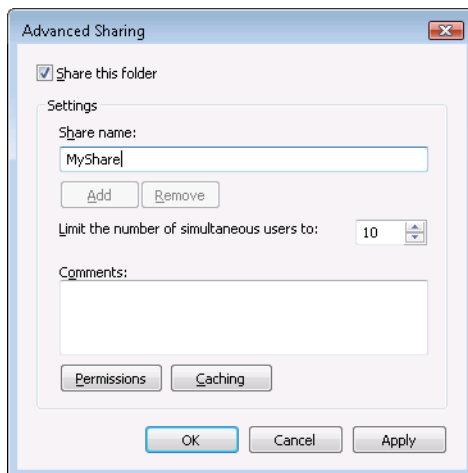 Advanced Sharing
Share this folder
Settings
Share name:
MyShare
Add Remove
Limit the number of simultaneous users to: 10
Comments:
Permissions Caching
OK Cancel Apply